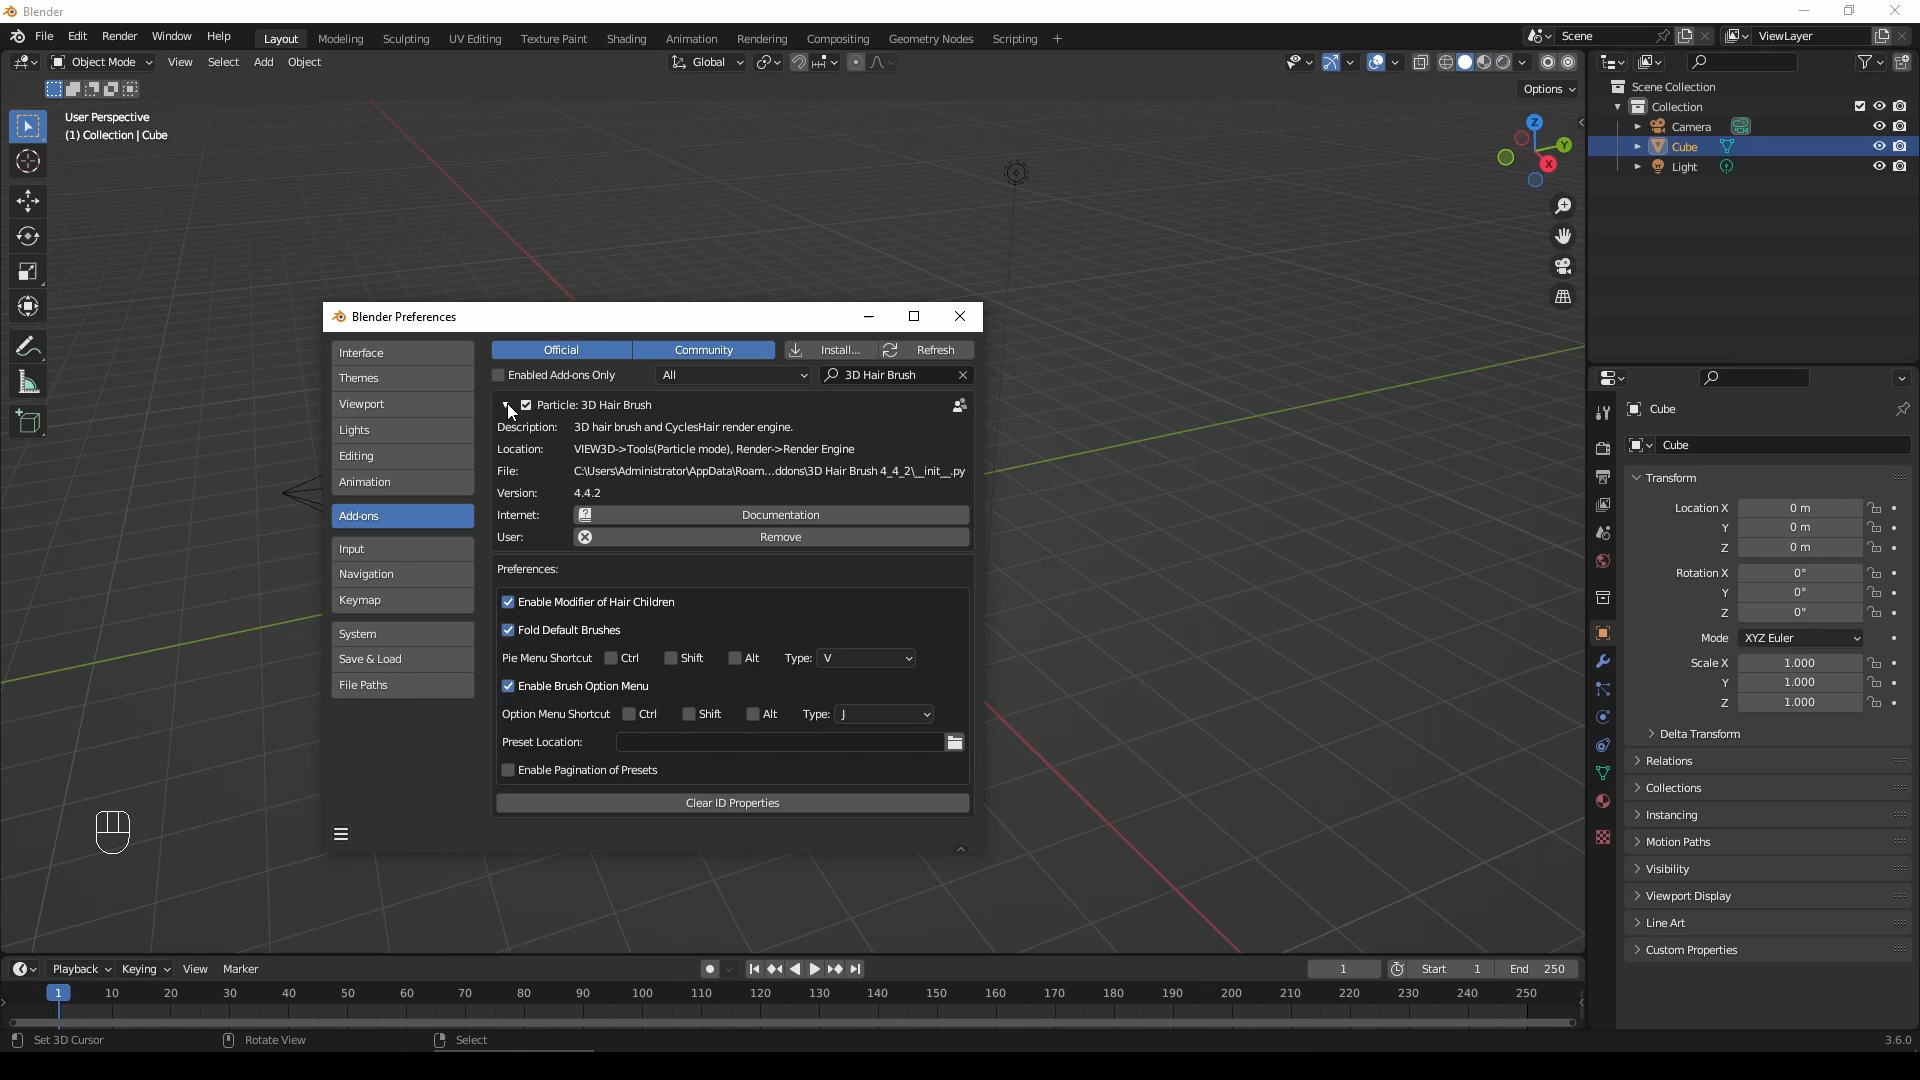 Blender
File Edit Render Window Help Layout Modeling Sculpting UV Editing Texture Paint Shading Animation Rendering Compositing Geometry Nodes Scripting + Scene ViewLayer
Object Mode View Select Add Object Global
Options
User Perspective
(1) Collection | Cube
Z
Y
X
Scene Collection
Collection
Camera
Cube
Light
Blender Preferences
Interface
Themes
Viewport
Lights
Editing
Animation
Add-ons
Input
Navigation
Keymap
System
Save & Load
File Paths
Official Community Install... Refresh
Enabled Add-ons Only All 3D Hair Brush
Particle: 3D Hair Brush
Description: 3D hair brush and CyclesHair render engine.
Location: VIEW3D->Tools(Particle mode), Render->Render Engine
File: C:\Users\Administrator\AppData\Roam...ddons\3D Hair Brush 4_4_2\__init__.py
Version: 4.4.2
Internet: Documentation
User: Remove
Preferences:
Enable Modifier of Hair Children
Fold Default Brushes
Pie Menu Shortcut Ctrl Shift Alt Type: V
Enable Brush Option Menu
Option Menu Shortcut Ctrl Shift Alt Type: J
Preset Location:
Enable Pagination of Presets
Clear ID Properties
Cube
Cube
Transform
Location X 0 m
Y 0 m
Z 0 m
Rotation X 0°
Y 0°
Z 0°
Mode XYZ Euler
Scale X 1.000
Y 1.000
Z 1.000
Delta Transform
Relations
Collections
Instancing
Motion Paths
Visibility
Viewport Display
Line Art
Custom Properties
Playback Keying View Marker 1 Start 1 End 250
1 10 20 30 40 50 60 70 80 90 100 110 120 130 140 150 160 170 180 190 200 210 220 230 240 250
Set 3D Cursor Rotate View Select 3.6.0